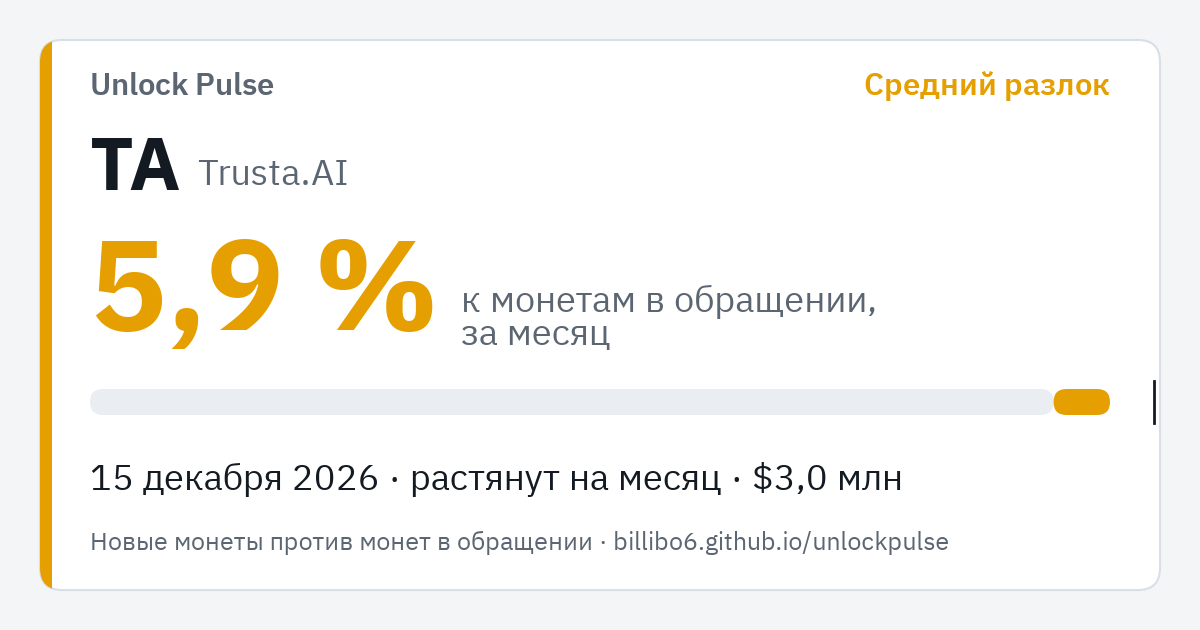 Unlock Pulse
Средний разлок
TA Trusta.AI
5,9 % к монетам в обращении,
за месяц
15 декабря 2026 · растянут на месяц · $3,0 млн
Новые монеты против монет в обращении · billibo6.github.io/unlockpulse